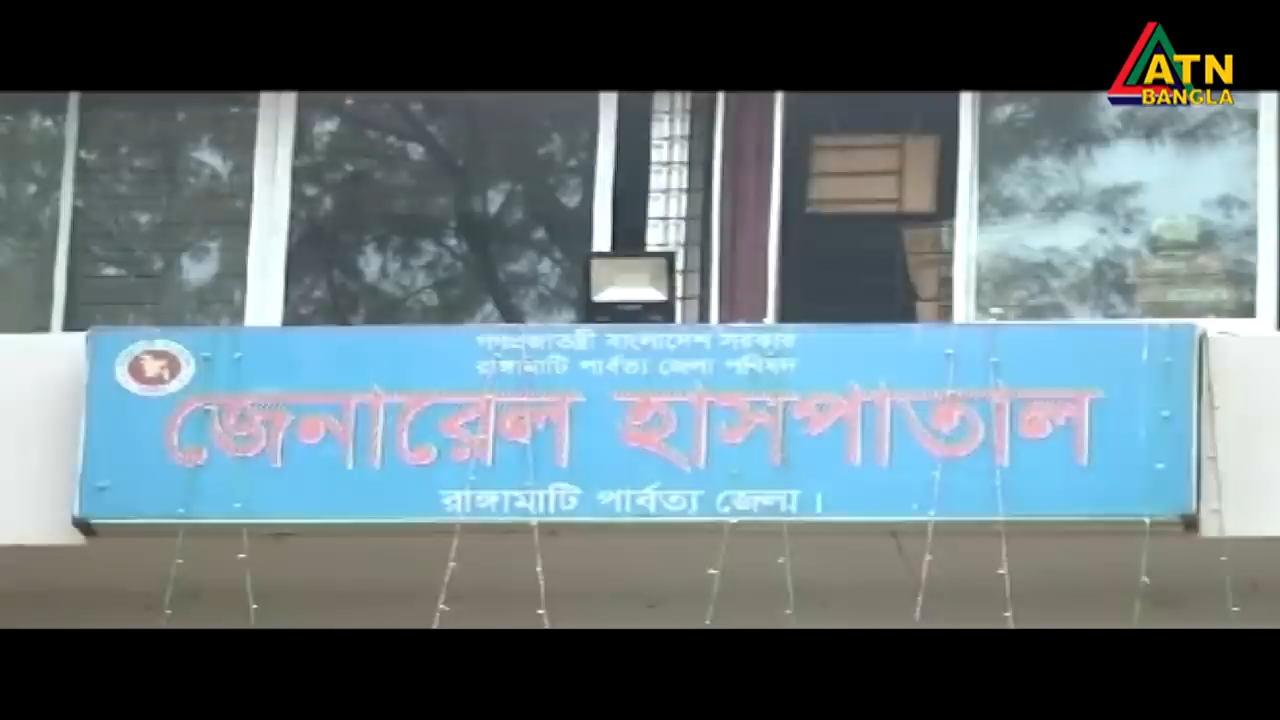 ATN
BANGLA
গণপ্রজাতন্ত্রী বাংলাদেশ সরকার
রাঙ্গামাটি পার্বত্য জেলা পরিষদ
জেনারেল হাসপাতাল
রাঙ্গামাটি পার্বত্য জেলা।